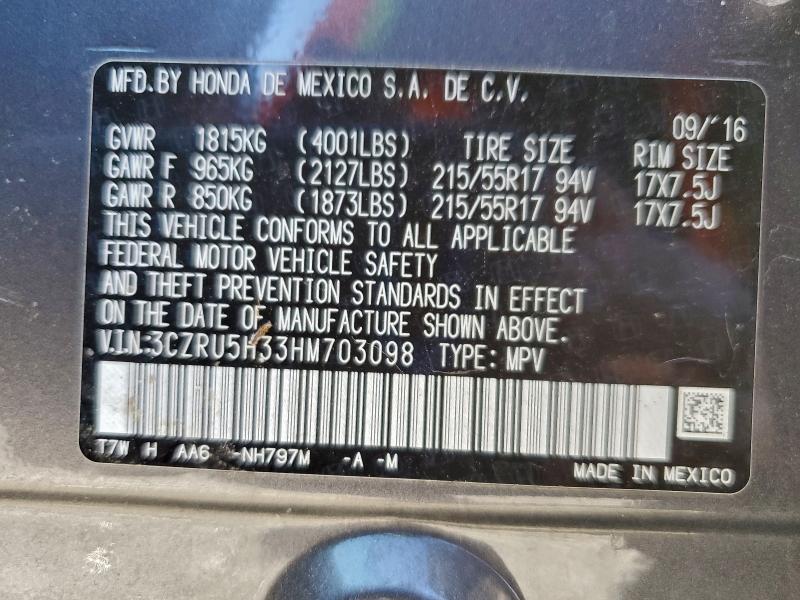 MFD.BY HONDA DE MEXICO S.A. DE C.V.
09/'16
GVWR 1815KG (4001LBS) TIRE SIZE RIM SIZE
GAWR F 965KG (2127LBS) 215/55R17 94V 17X7.5J
GAWR R 850KG (1873LBS) 215/55R17 94V 17X7.5J
THIS VEHICLE CONFORMS TO ALL APPLICABLE
FEDERAL MOTOR VEHICLE SAFETY
AND THEFT PREVENTION STANDARDS IN EFFECT
ON THE DATE OF MANUFACTURE SHOWN ABOVE.
V.I.N:3CZRU5H33HM703098 TYPE: MPV
T7W H AA6 -NH797M -A -M
MADE IN MEXICO